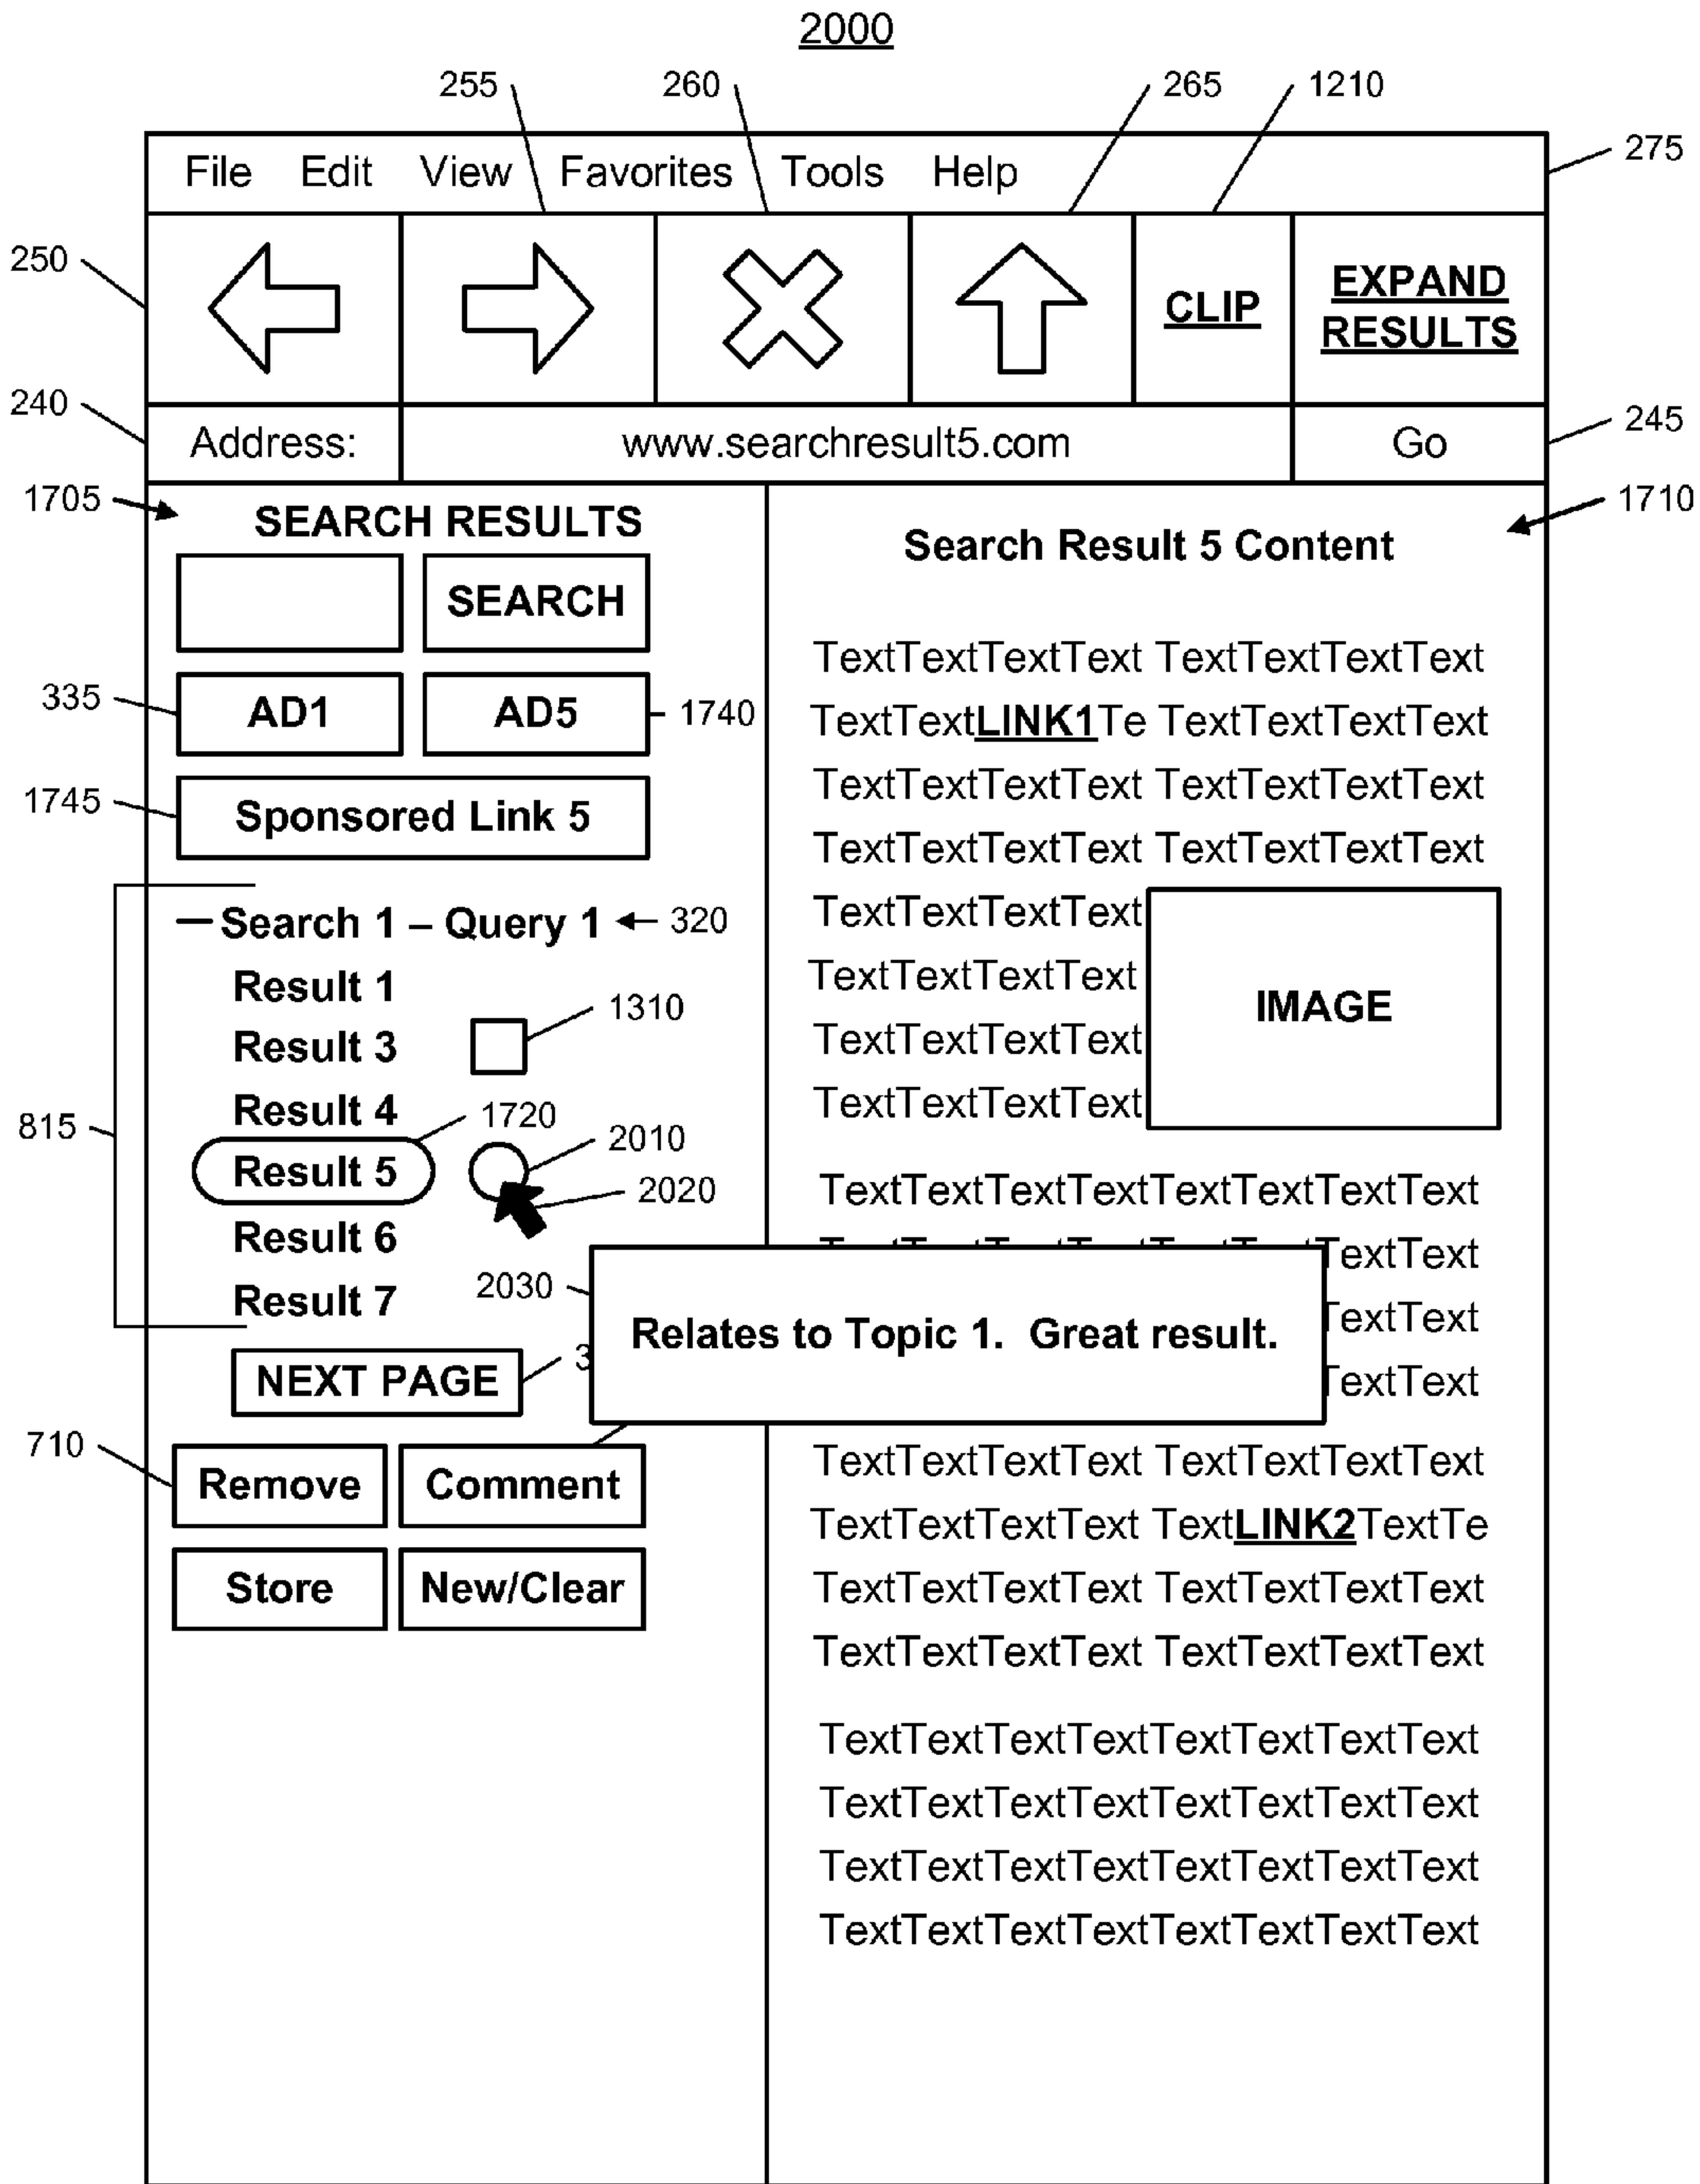 2000
255 260 265 1210
File Edit View Favorites Tools Help 275
250 CLIP EXPAND
RESULTS
240 Address: www.searchresult5.com Go 245
1705 SEARCH RESULTS
SEARCH
335 AD1 AD5 1740
1745 Sponsored Link 5
— Search 1 – Query 1 320
Result 1
Result 3 1310
Result 4 1720
815 Result 5 2010
2020
Result 6
Result 7 2030
Relates to Topic 1. Great result.
NEXT PAGE 3
710 Remove Comment
Store New/Clear
1710
Search Result 5 Content
TextTextTextText TextTextTextText
TextTextLINK1Te TextTextTextText
TextTextTextText TextTextTextText
TextTextTextText TextTextTextText
TextTextTextText
TextTextTextText
TextTextTextText
TextTextTextText
IMAGE
TextTextTextTextTextTextTextText
TextText
TextText
TextText
TextTextTextText TextTextTextText
TextTextTextText TextLINK2TextTe
TextTextTextText TextTextTextText
TextTextTextText TextTextTextText
TextTextTextTextTextTextTextText
TextTextTextTextTextTextTextText
TextTextTextTextTextTextTextText
TextTextTextTextTextTextTextText